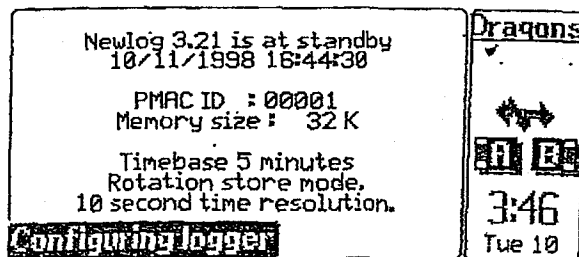 Newlog 3.21 is at standby
10/11/1998 16:44:30
PMAC ID : 00001
Memory size : 32 K
Timebase 5 minutes
Rotation store mode.
10 second time resolution.
Configuring logger
Dragons
A B
3:46
Tue 10